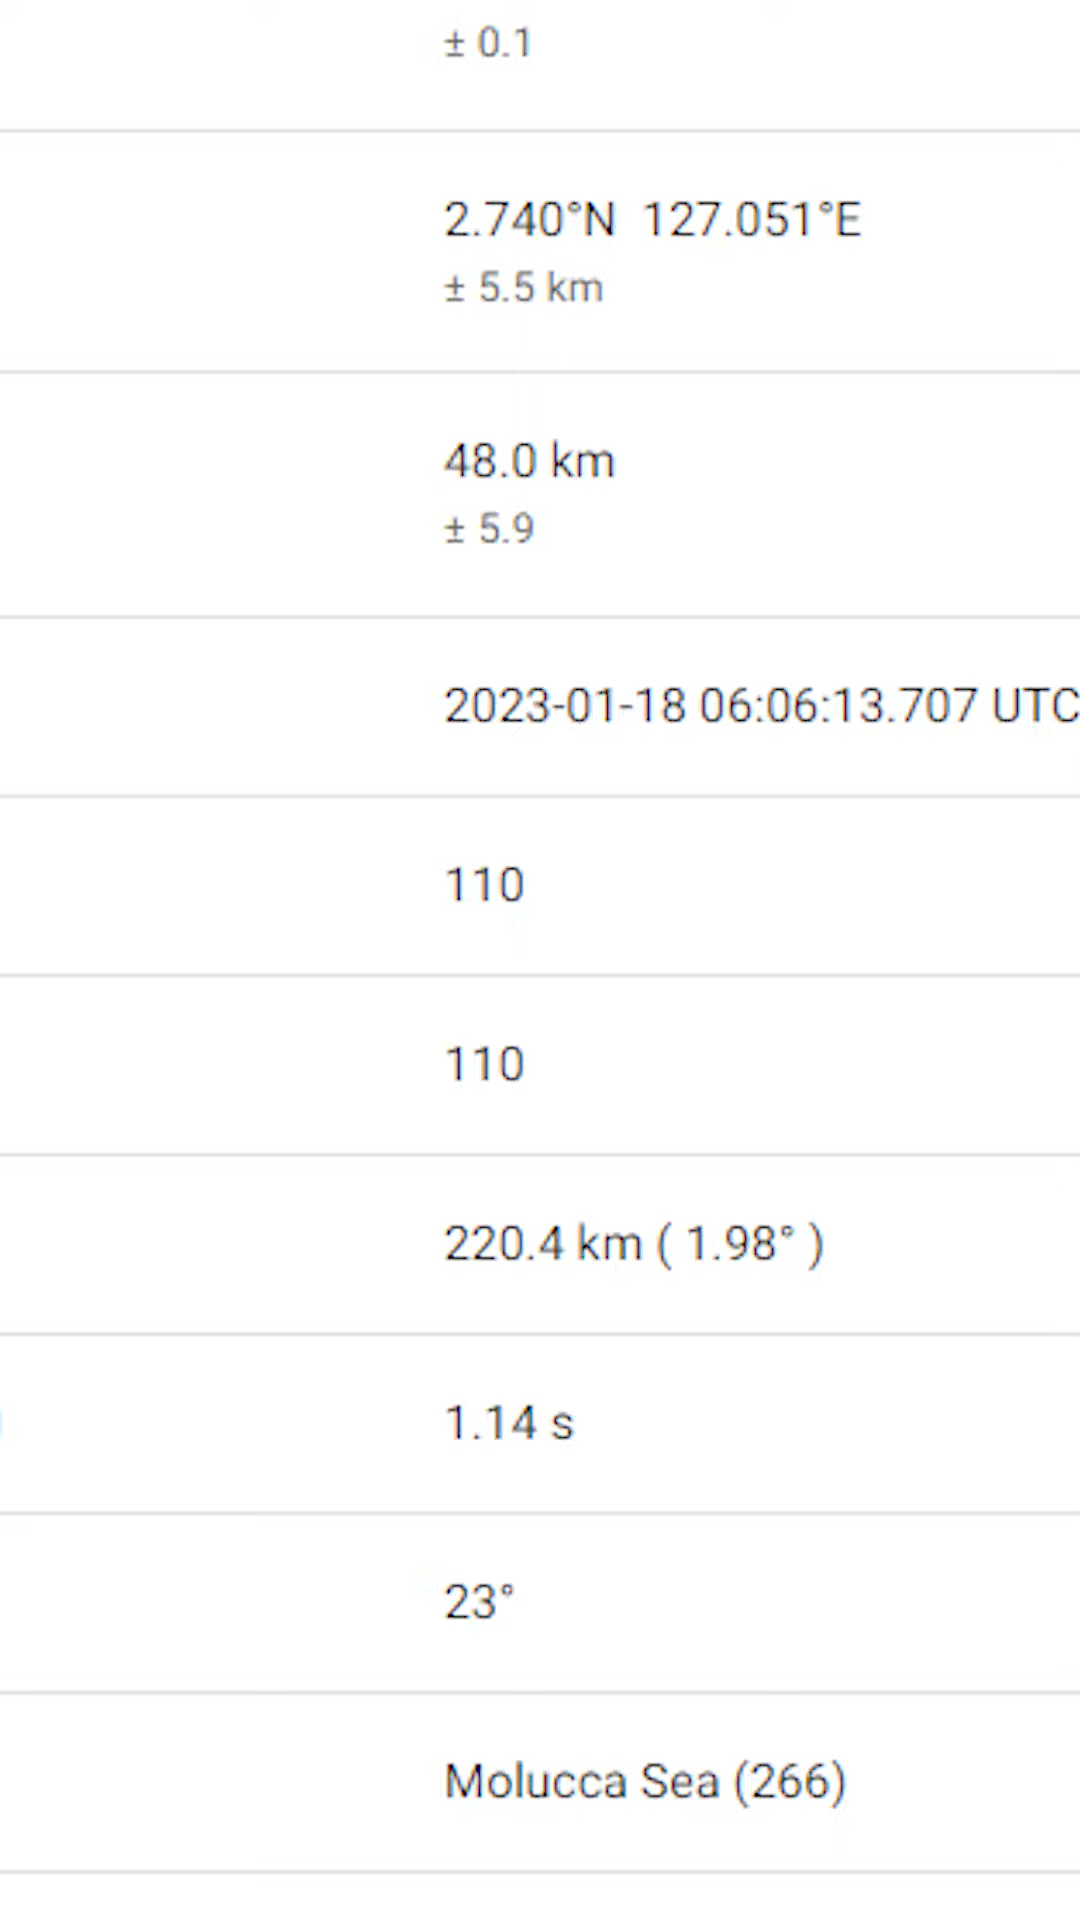 ± 0.1
2.740°N 127.051°E
± 5.5 km
48.0 km
± 5.9
2023-01-18 06:06:13.707 UTC
110
110
220.4 km ( 1.98° )
1.14 s
23°
Molucca Sea (266)